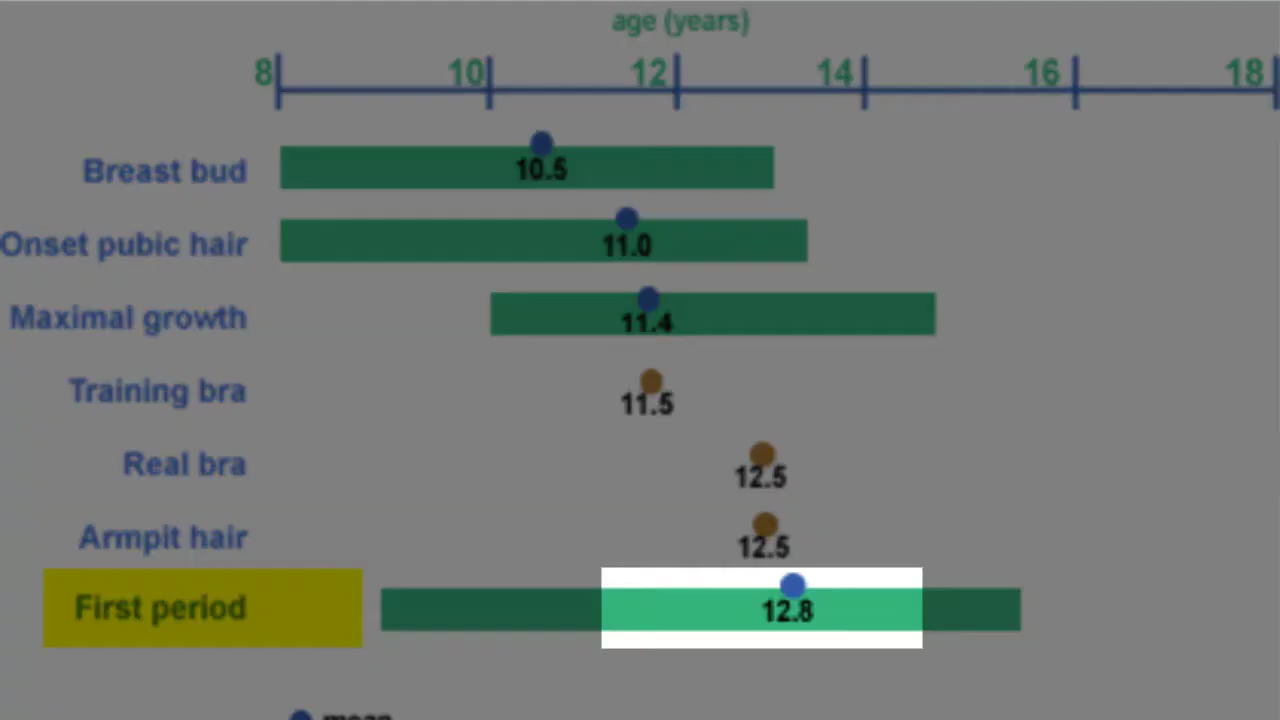 age (years)
8 10 12 14 16 18
Breast bud 10.5
Onset pubic hair 11.0
Maximal growth 11.4
Training bra 11.5
Real bra 12.5
Armpit hair 12.5
First period 12.8
mean